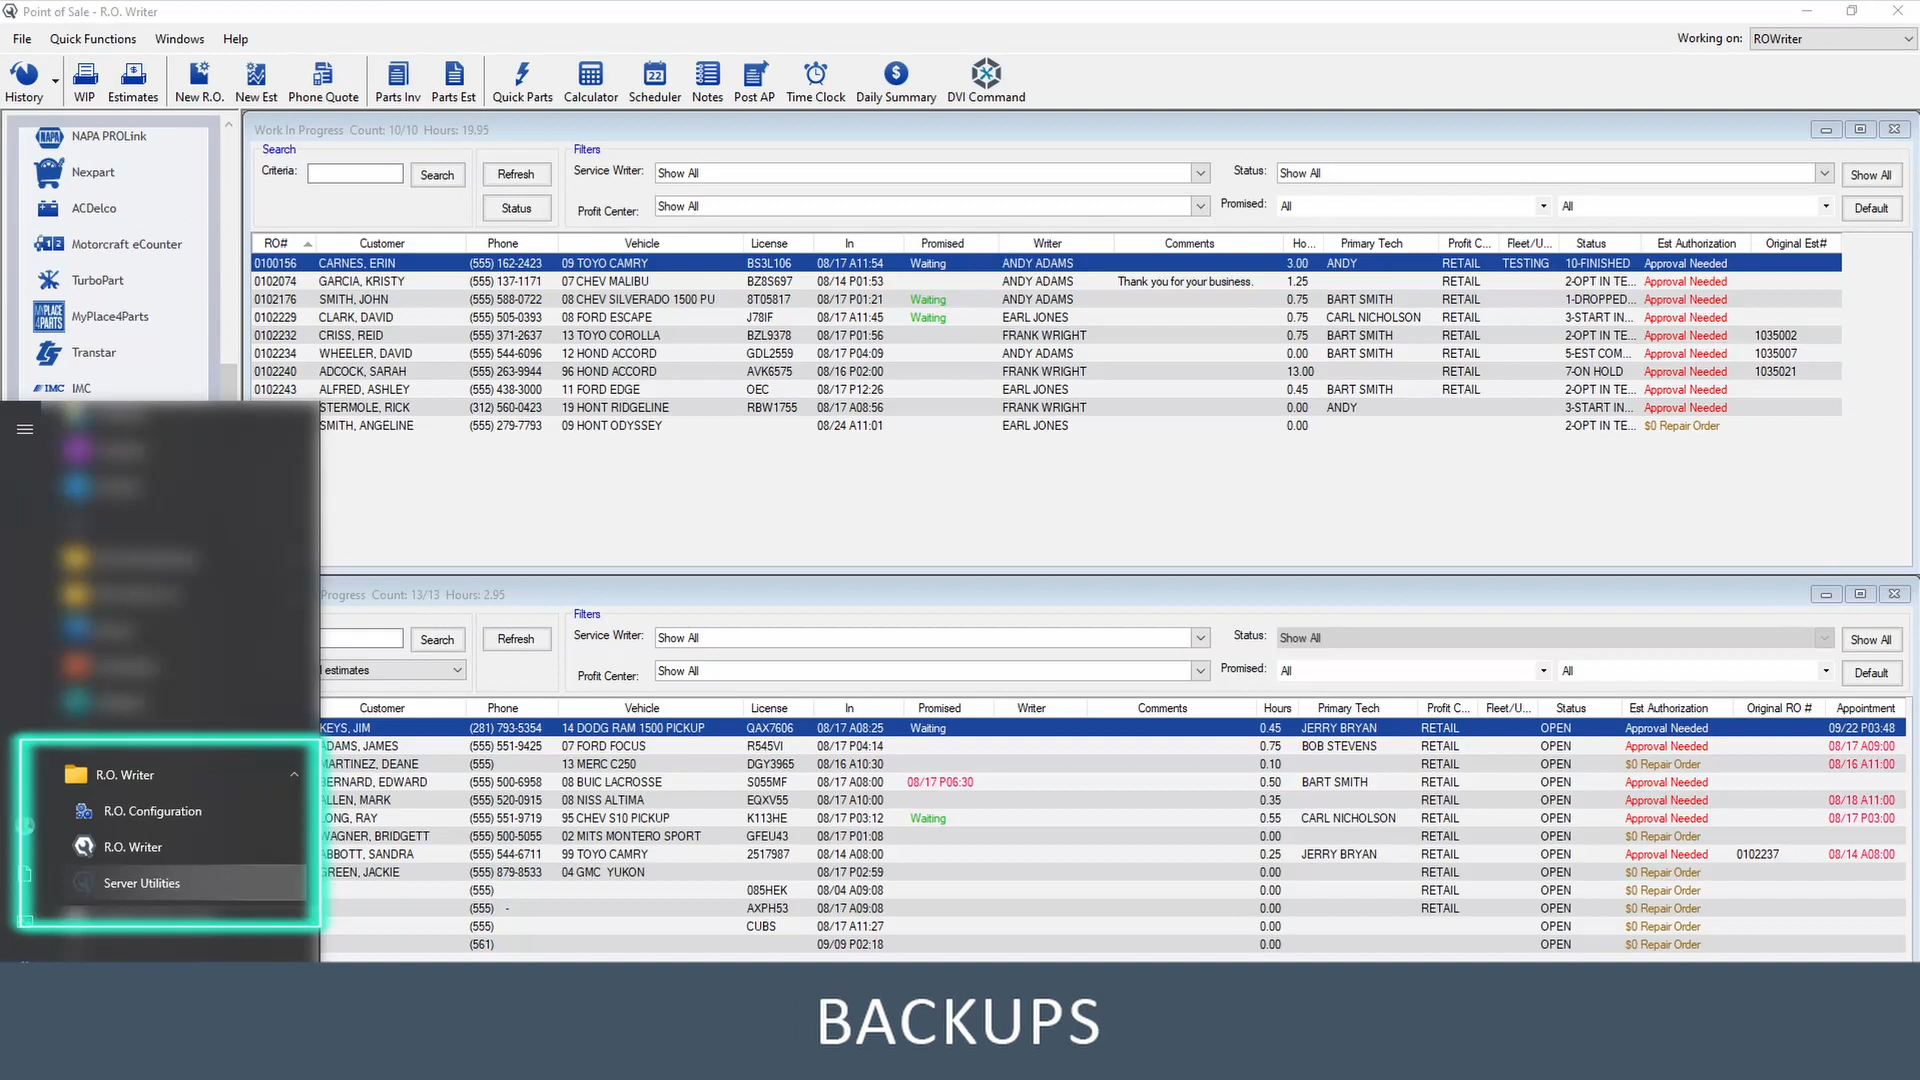 Point of Sale - R.O. Writer
File Quick Functions Windows Help
Working on: ROWriter
History WIP Estimates New R.O. New Est Phone Quote Parts Inv Parts Est Quick Parts Calculator Scheduler Notes Post AP Time Clock Daily Summary DVI Command
NAPA PROLink
Nexpart
ACDelco
Motorcraft eCounter
TurboPart
MyPlace4Parts
Transtar
IMC
Work In Progress Count: 10/10 Hours: 19.95
Search Filters
Criteria: Search Refresh Service Writer: Show All Status: Show All Show All
Status Profit Center: Show All Promised: All All Default
RO# Customer Phone Vehicle License In Promised Writer Comments Ho... Primary Tech Profit C... Fleet/U... Status Est Authorization Original Est#
0100156 CARNES, ERIN (555) 162-2423 09 TOYO CAMRY BS3L106 08/17 A11:54 Waiting ANDY ADAMS 3.00 ANDY RETAIL TESTING 10-FINISHED Approval Needed
0102074 GARCIA, KRISTY (555) 137-1171 07 CHEV MALIBU BZ8S697 08/14 P01:53 ANDY ADAMS Thank you for your business. 1.25 RETAIL 2-OPT IN TE... Approval Needed
0102176 SMITH, JOHN (555) 588-0722 08 CHEV SILVERADO 1500 PU 8T05817 08/17 P01:21 Waiting ANDY ADAMS 0.75 BART SMITH RETAIL 1-DROPPED... Approval Needed
0102229 CLARK, DAVID (555) 505-0393 08 FORD ESCAPE J78IF 08/17 A11:45 Waiting EARL JONES 0.75 CARL NICHOLSON RETAIL 3-START IN... Approval Needed
0102232 CRISS, REID (555) 371-2637 13 TOYO COROLLA BZL9378 08/17 P01:56 FRANK WRIGHT 0.75 BART SMITH RETAIL 2-OPT IN TE... Approval Needed 1035002
0102234 WHEELER, DAVID (555) 544-6096 12 HOND ACCORD GDL2559 08/17 P04:09 ANDY ADAMS 0.00 BART SMITH RETAIL 5-EST COM... Approval Needed 1035007
0102240 ADCOCK, SARAH (555) 263-9944 96 HOND ACCORD AVK6575 08/16 P02:00 FRANK WRIGHT 13.00 RETAIL 7-ON HOLD Approval Needed 1035021
0102243 ALFRED, ASHLEY (555) 438-3000 11 FORD EDGE OEC 08/17 P12:26 EARL JONES 0.45 BART SMITH RETAIL 2-OPT IN TE... Approval Needed
STERMOLE, RICK (312) 560-0423 19 HONT RIDGELINE RBW1755 08/17 A08:56 FRANK WRIGHT 0.00 ANDY 3-START IN... Approval Needed
SMITH, ANGELINE (555) 279-7793 09 HONT ODYSSEY 08/24 A11:01 EARL JONES 0.00 2-OPT IN TE... $0 Repair Order
Progress Count: 13/13 Hours: 2.95
Filters
Search Refresh Service Writer: Show All Status: Show All Show All
estimates Profit Center: Show All Promised: All All Default
Customer Phone Vehicle License In Promised Writer Comments Hours Primary Tech Profit C... Fleet/U... Status Est Authorization Original RO # Appointment
KEYS, JIM (281) 793-5354 14 DODG RAM 1500 PICKUP QAX7606 08/17 A08:25 Waiting 0.45 JERRY BRYAN RETAIL OPEN Approval Needed 09/22 P03:48
ADAMS, JAMES (555) 551-9425 07 FORD FOCUS R545VI 08/17 P04:14 0.75 BOB STEVENS RETAIL OPEN Approval Needed 08/17 A09:00
MARTINEZ, DEANE (555) 13 MERC C250 DGY3965 08/16 A10:30 0.10 RETAIL OPEN $0 Repair Order 08/16 A11:00
BERNARD, EDWARD (555) 500-6958 08 BUIC LACROSSE S055MF 08/17 A08:00 08/17 P06:30 0.50 BART SMITH RETAIL OPEN Approval Needed
ALLEN, MARK (555) 520-0915 08 NISS ALTIMA EQXV55 08/17 A10:00 0.35 RETAIL OPEN Approval Needed 08/18 A11:00
LONG, RAY (555) 551-9719 95 CHEV S10 PICKUP K113HE 08/17 P03:12 Waiting 0.55 CARL NICHOLSON RETAIL OPEN Approval Needed 08/17 P03:00
WAGNER, BRIDGETT (555) 500-5055 02 MITS MONTERO SPORT GFEU43 08/17 P01:08 0.00 RETAIL OPEN $0 Repair Order
ABBOTT, SANDRA (555) 544-6711 99 TOYO CAMRY 2517987 08/14 A08:00 0.25 JERRY BRYAN RETAIL OPEN Approval Needed 0102237 08/14 A08:00
GREEN, JACKIE (555) 879-8533 04 GMC YUKON 08/17 P02:59 0.00 RETAIL OPEN $0 Repair Order
(555) 085HEK 08/04 A09:08 0.00 RETAIL OPEN $0 Repair Order
(555) - AXPH53 08/17 A09:08 0.00 RETAIL OPEN $0 Repair Order
(555) CUBS 08/17 A11:27 0.00 OPEN $0 Repair Order
(561) 09/09 P02:18 0.00 OPEN $0 Repair Order
R.O. Writer
R.O. Configuration
R.O. Writer
Server Utilities
BACKUPS